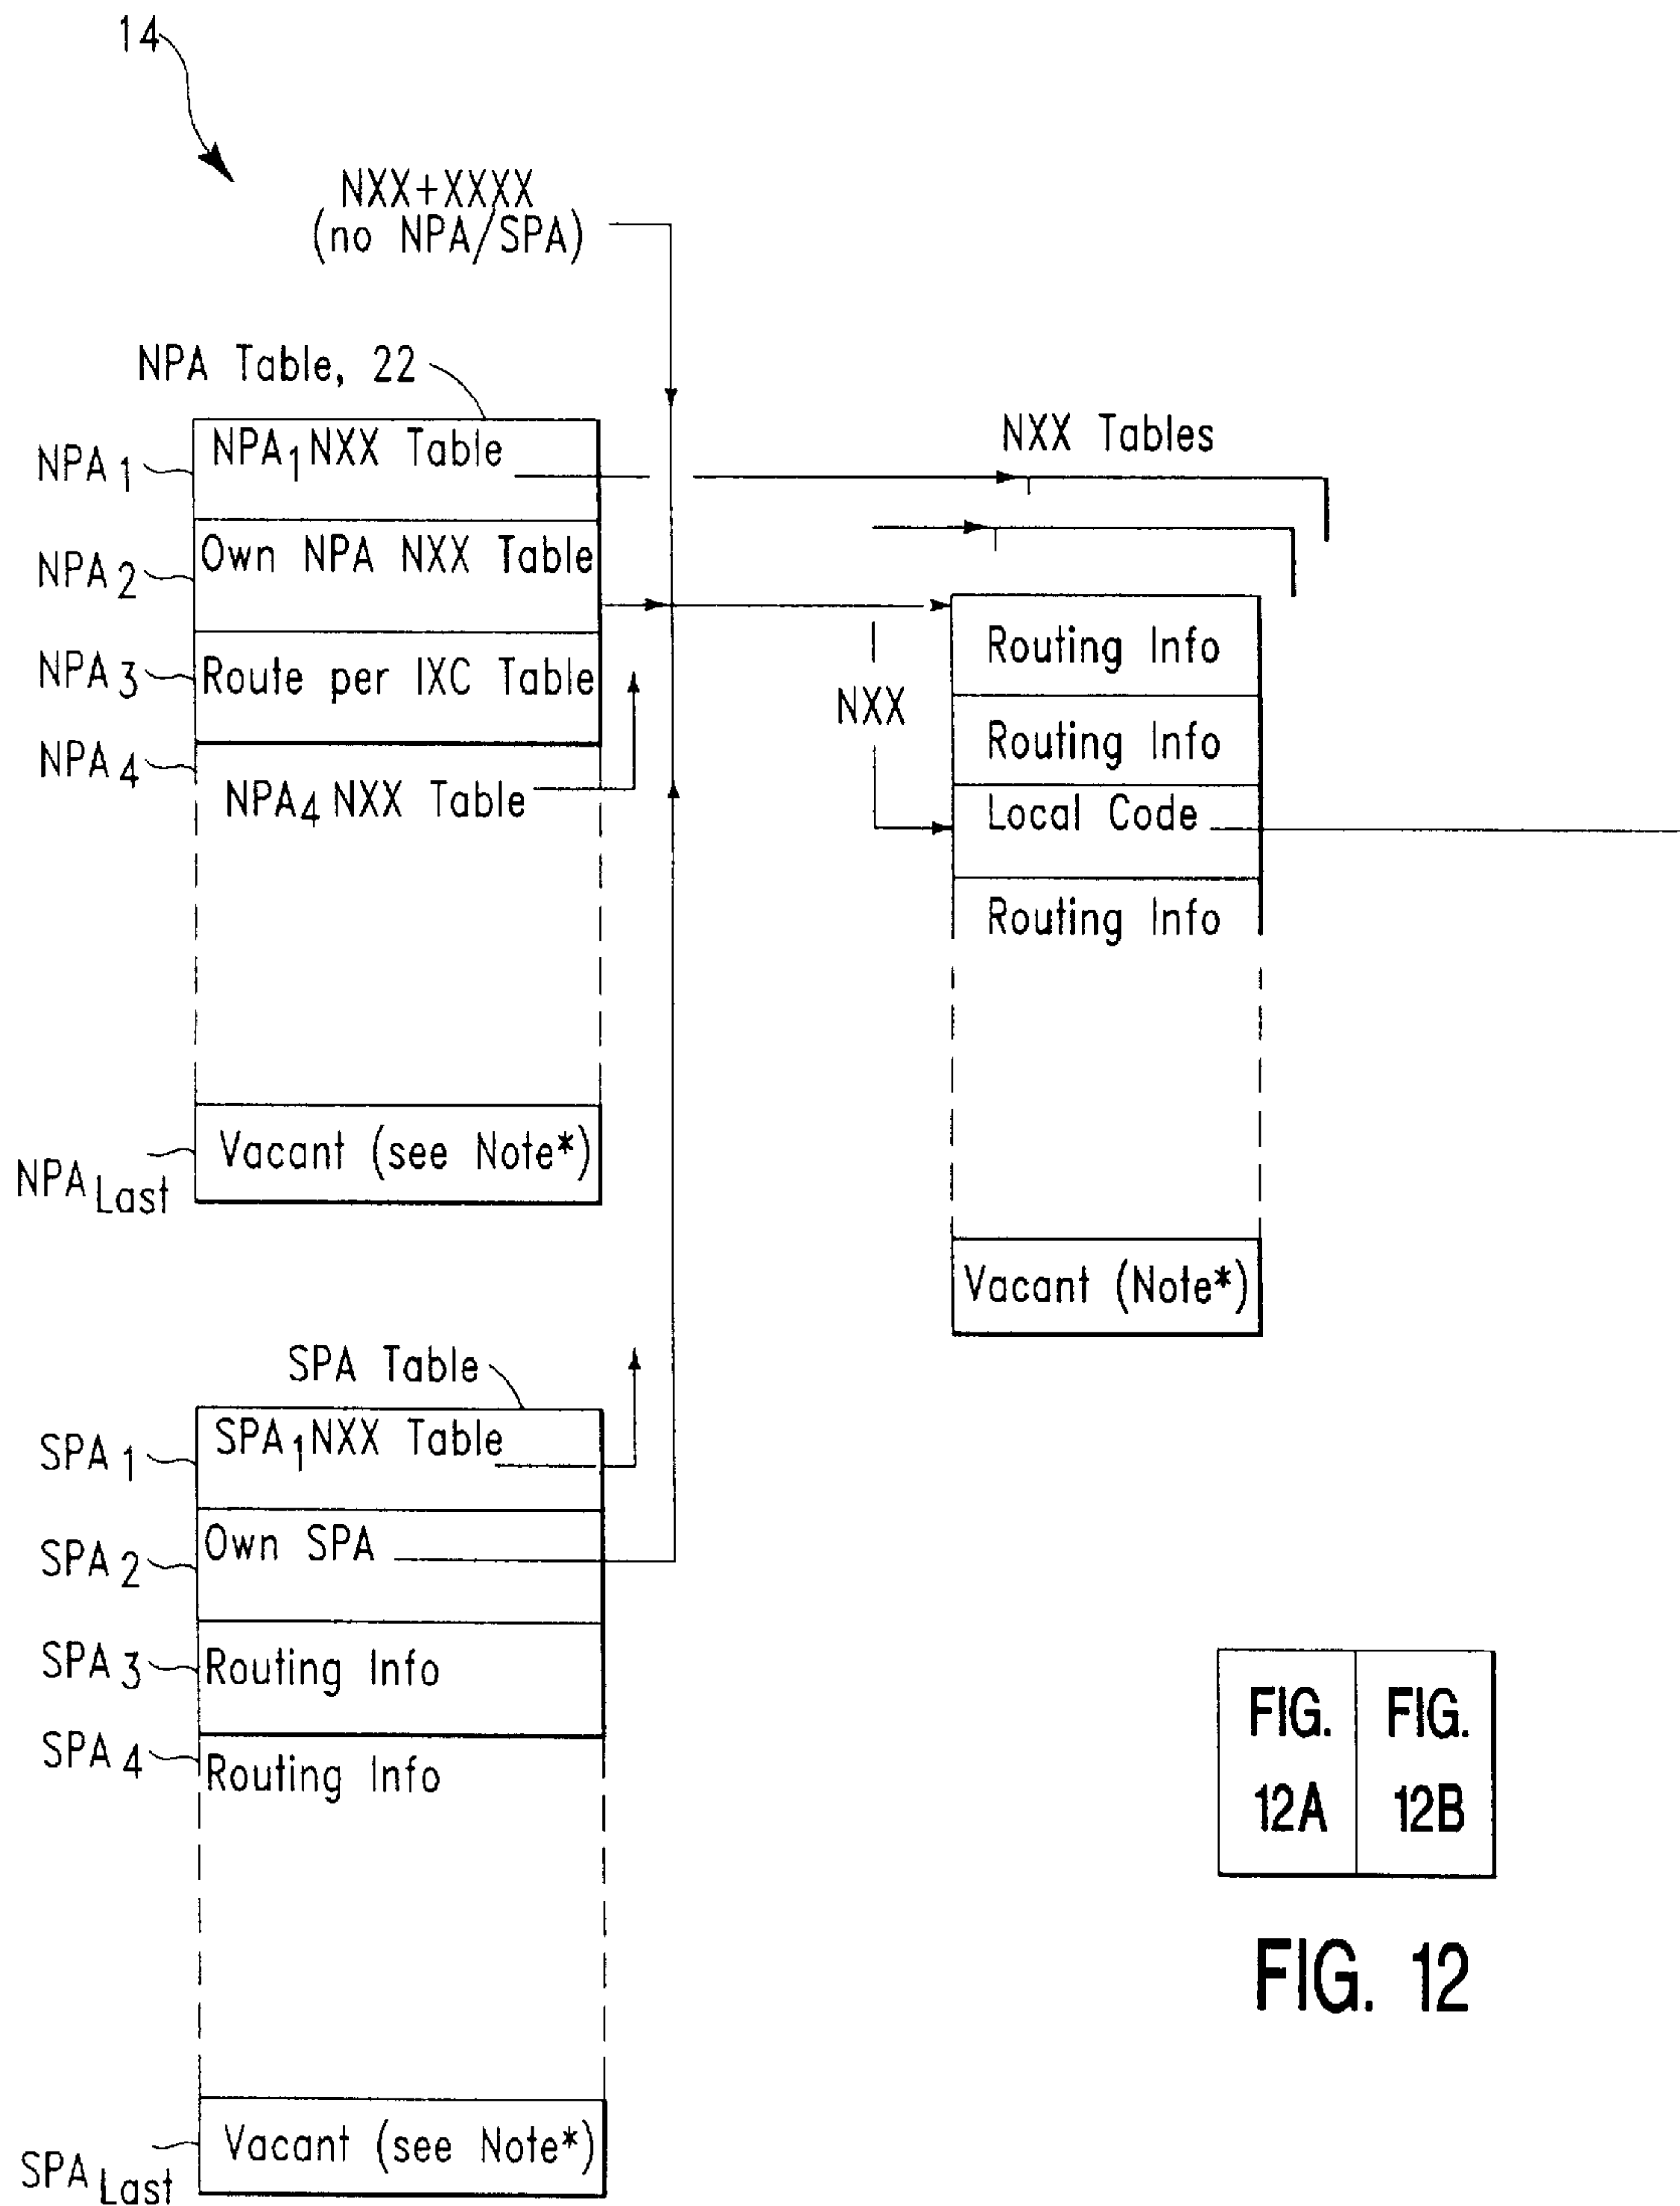 14
NXX+XXXX
(no NPA/SPA)
NPA Table, 22
NPA1
NPA1 NXX Table
NPA2
Own NPA NXX Table
NPA3
Route per IXC Table
NPA4
NPA4 NXX Table
NPALast
Vacant (see Note*)
NXX Tables
NXX
Routing Info
Routing Info
Local Code
Routing Info
Vacant (Note*)
SPA Table
SPA1
SPA1 NXX Table
SPA2
Own SPA
SPA3
Routing Info
SPA4
Routing Info
SPALast
Vacant (see Note*)
FIG.
12A
FIG.
12B
FIG. 12